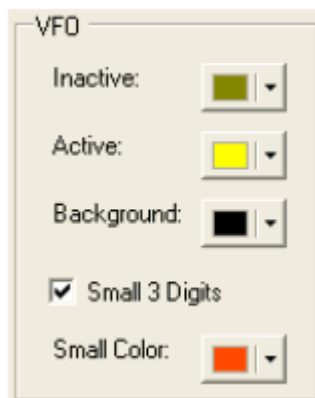 VFO
Inactive:
Active:
Background:
Small 3 Digits
Small Color: